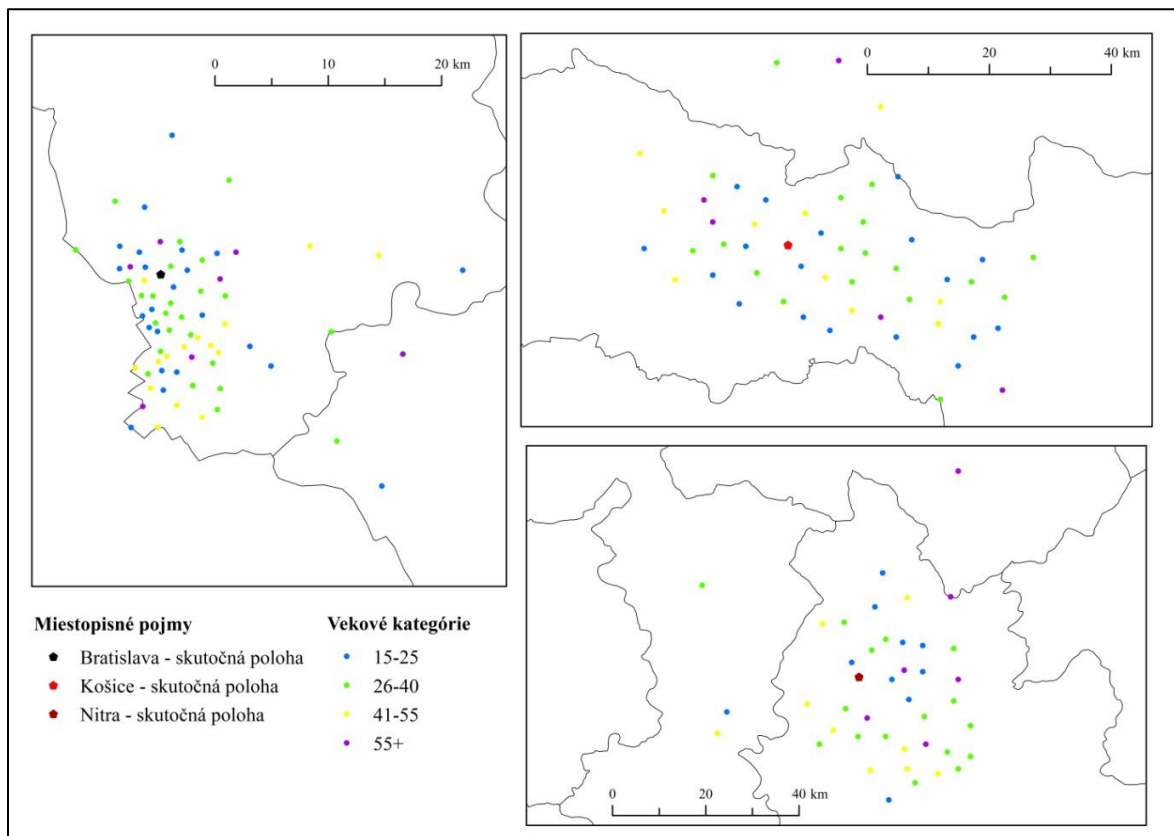 0 10 20 km
0 20 40 km
Miestopisné pojmy
Bratislava - skutočná poloha
Košice - skutočná poloha
Nitra - skutočná poloha
Vekové kategórie
15-25
26-40
41-55
55+
0 20 40 km